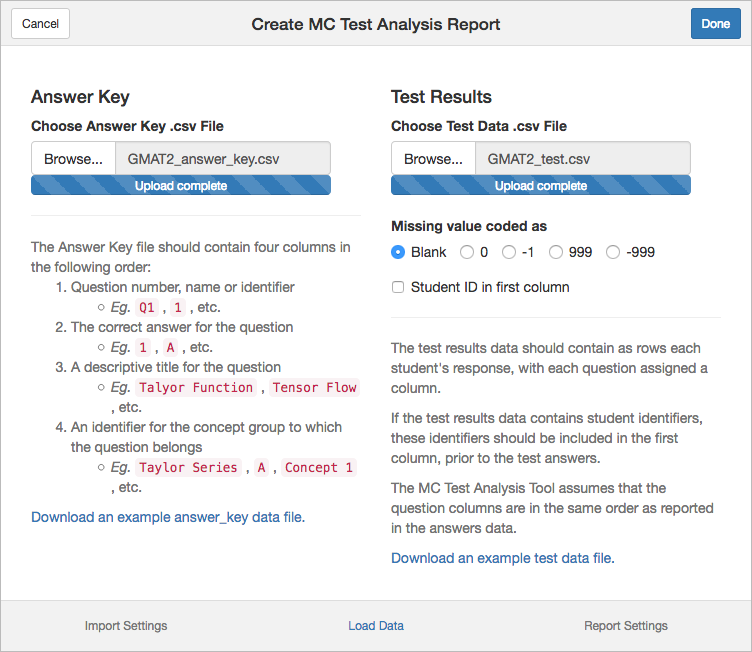 Cancel
Create MC Test Analysis Report
Done
Answer Key
Choose Answer Key .csv File
Browse... GMAT2_answer_key.csv
Upload complete
The Answer Key file should contain four columns in
the following order:
1. Question number, name or identifier
Eg. Q1 , 1 , etc.
2. The correct answer for the question
Eg. 1 , A , etc.
3. A descriptive title for the question
Eg. Talyor Function , Tensor Flow
, etc.
4. An identifier for the concept group to which
the question belongs
Eg. Taylor Series , A , Concept 1
, etc.
Download an example answer_key data file.
Test Results
Choose Test Data .csv File
Browse... GMAT2_test.csv
Upload complete
Missing value coded as
Blank 0 -1 999 -999
Student ID in first column
The test results data should contain as rows each
student's response, with each question assigned a
column.
If the test results data contains student identifiers,
these identifiers should be included in the first
column, prior to the test answers.
The MC Test Analysis Tool assumes that the
question columns are in the same order as reported
in the answers data.
Download an example test data file.
Import Settings
Load Data
Report Settings